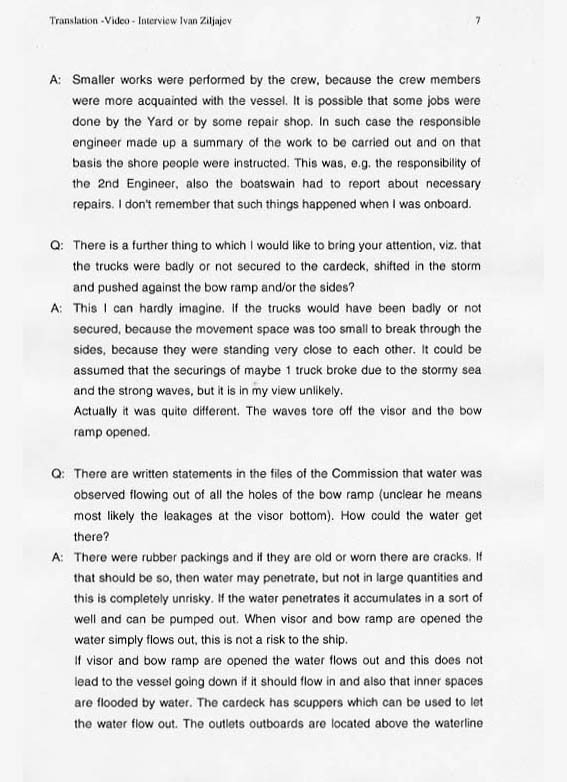 Translation -Video - Interview Ivan Ziljajev 7
A: Smaller works were performed by the crew, because the crew members
were more acquainted with the vessel. It is possible that some jobs were
done by the Yard or by some repair shop. In such case the responsible
engineer made up a summary of the work to be carried out and on that
basis the shore people were instructed. This was, e.g. the responsibility of
the 2nd Engineer, also the boatswain had to report about necessary
repairs. I don't remember that such things happened when I was onboard.
Q: There is a further thing to which I would like to bring your attention, viz. that
the trucks were badly or not secured to the cardeck, shifted in the storm
and pushed against the bow ramp and/or the sides?
A: This I can hardly imagine. If the trucks would have been badly or not
secured, because the movement space was too small to break through the
sides, because they were standing very close to each other. It could be
assumed that the securings of maybe 1 truck broke due to the stormy sea
and the strong waves, but it is in my view unlikely.
Actually it was quite different. The waves tore off the visor and the bow
ramp opened.
Q: There are written statements in the files of the Commission that water was
observed flowing out of all the holes of the bow ramp (unclear he means
most likely the leakages at the visor bottom). How could the water get
there?
A: There were rubber packings and if they are old or worn there are cracks. If
that should be so, then water may penetrate, but not in large quantities and
this is completely unrisky. If the water penetrates it accumulates in a sort of
well and can be pumped out. When visor and bow ramp are opened the
water simply flows out, this is not a risk to the ship.
If visor and bow ramp are opened the water flows out and this does not
lead to the vessel going down if it should flow in and also that inner spaces
are flooded by water. The cardeck has scuppers which can be used to let
the water flow out. The outlets outboards are located above the waterline